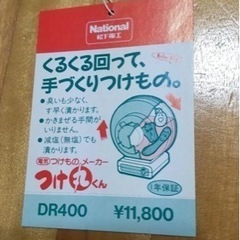 National
松下電工
くるくる回って、
手づくりつけもの。
●臭いも少なく、
す早く漬かります。
●かきまぜる手間が
いりません。
●減塩(無塩)でも
漬かります。
電気つけもの メーカー
つけ丸くん
1年保証
DR400 ¥11,800